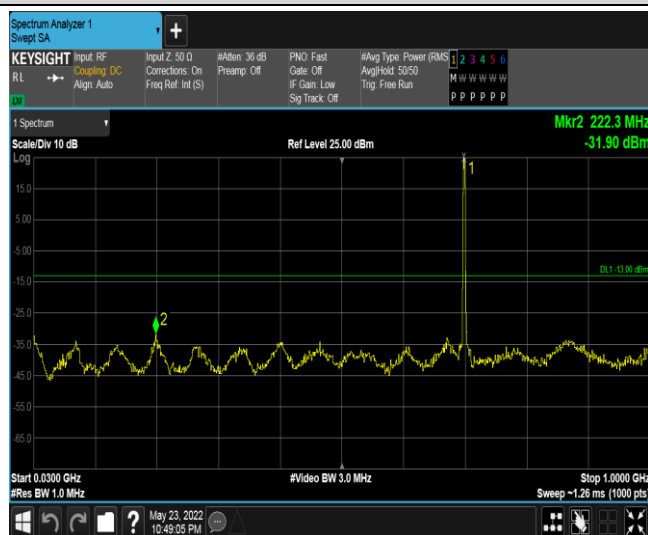 Spectrum Analyzer 1
Swept SA
+
KEYSIGHT
RL
LXI
Input: RF
Coupling: DC
Align: Auto
Input Z: 50 Ω
Corrections: On
Freq Ref: Int (S)
#Atten: 36 dB
Preamp: Off
PNO: Fast
Gate: Off
IF Gain: Low
Sig Track: Off
#Avg Type: Power (RMS
Avg|Hold: 50/50
Trig: Free Run
1 2 3 4 5 6
M W W W W W
P P P P P P
1 Spectrum
Mkr2 222.3 MHz
-31.90 dBm
Scale/Div 10 dB
Ref Level 25.00 dBm
Log
1
15.0
5.00
-5.00
DL1 -13.00 dBm
-15.0
-25.0
2
-35.0
-45.0
-55.0
-65.0
Start 0.0300 GHz
#Video BW 3.0 MHz
Stop 1.0000 GHz
#Res BW 1.0 MHz
Sweep ~1.26 ms (1000 pts)
?
May 23, 2022
10:49:05 PM